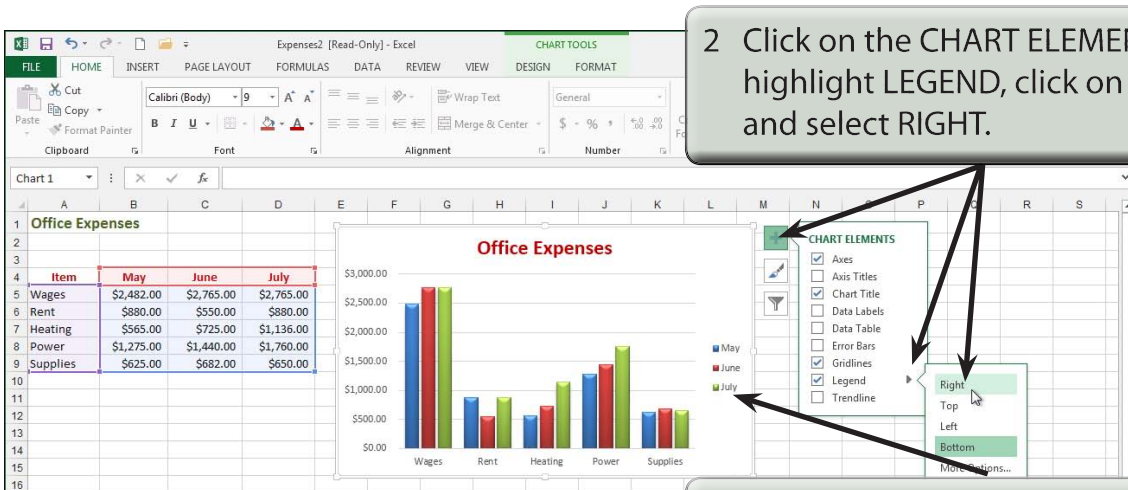 2 Click on the CHART ELEME
highlight LEGEND, click on
and select RIGHT.
Expenses2 [Read-Only] - Excel
CHART TOOLS
FILE HOME INSERT PAGE LAYOUT FORMULAS DATA REVIEW VIEW DESIGN FORMAT
Cut
Copy
Format Painter
Paste
Clipboard
Calibri (Body) 9 A A
B I U A
Font
Wrap Text
Merge & Center
Alignment
General
$ % , .00 .0
Number
Chart 1 fx
A B C D E F G H I J K L M N P R S
1 Office Expenses
2
3
4 Item May June July
5 Wages $2,482.00 $2,765.00 $2,765.00
6 Rent $880.00 $550.00 $880.00
7 Heating $565.00 $725.00 $1,136.00
8 Power $1,275.00 $1,440.00 $1,760.00
9 Supplies $625.00 $682.00 $650.00
10
11
12
13
14
15
16
Office Expenses
$3,000.00
$2,500.00
$2,000.00
$1,500.00
$1,000.00
$500.00
$0.00
Wages Rent Heating Power Supplies
May
June
July
CHART ELEMENTS
Axes
Axis Titles
Chart Title
Data Labels
Data Table
Error Bars
Gridlines
Legend
Trendline
Right
Top
Left
Bottom
More Options...